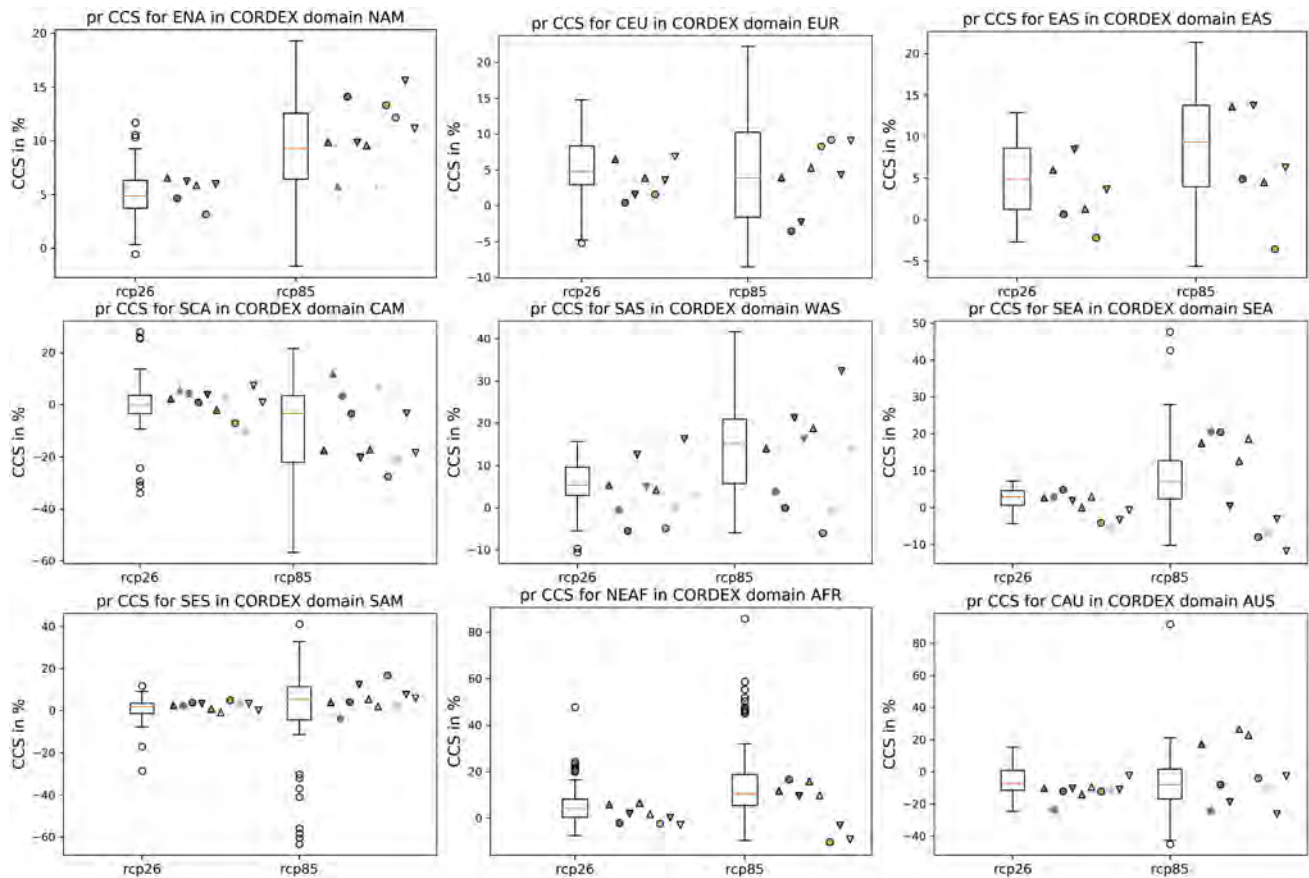 pr CCS for ENA in CORDEX domain NAM
CCS in %
20
15
10
5
0
rcp26 rcp85
pr CCS for CEU in CORDEX domain EUR
CCS in %
20
15
10
5
0
−5
−10
rcp26 rcp85
pr CCS for EAS in CORDEX domain EAS
CCS in %
20
15
10
5
0
−5
rcp26 rcp85
pr CCS for SCA in CORDEX domain CAM
CCS in %
20
0
−20
−40
−60
rcp26 rcp85
pr CCS for SAS in CORDEX domain WAS
CCS in %
40
30
20
10
0
−10
rcp26 rcp85
pr CCS for SEA in CORDEX domain SEA
CCS in %
50
40
30
20
10
0
−10
rcp26 rcp85
pr CCS for SES in CORDEX domain SAM
CCS in %
40
20
0
−20
−40
−60
rcp26 rcp85
pr CCS for NEAF in CORDEX domain AFR
CCS in %
80
60
40
20
0
rcp26 rcp85
pr CCS for CAU in CORDEX domain AUS
CCS in %
80
60
40
20
0
−20
−40
rcp26 rcp85